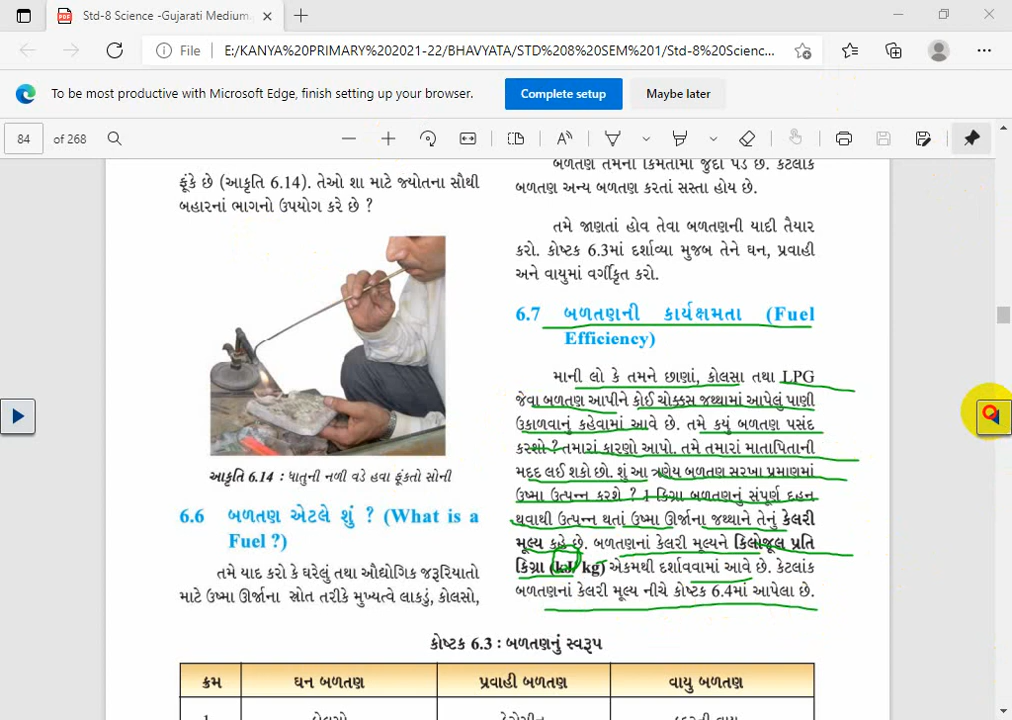 Std-8 Science -Gujarati Medium.
File
E:/KANYA%20PRIMARY%202021-22/BHAVYATA/STD%208%20SEM%201/Std-8%20Scienc...
To be most productive with Microsoft Edge, finish setting up your browser.
Complete setup
Maybe later
84 of 268
ફૂંકે છે (આકૃતિ 6.14). તેઓ શા માટે જ્યોતના સૌથી
બહારનાં ભાગનો ઉપયોગ કરે છે ?
આકૃતિ 6.14 : ધાતુની નળી વડે હવા ફૂંકતો સોની
6.6 બળતણ એટલે શું ? (What is a
Fuel ?)
તમે યાદ કરો કે ઘરેલું તથા ઔદ્યોગિક જરૂરિયાતો
માટે ઉષ્મા ઊર્જાના સ્રોત તરીકે મુખ્યત્વે લાકડું, કોલસો,
બળતણ તેમની કિંમતોમાં જુદા પડે છે. કેટલાંક
બળતણ અન્ય બળતણ કરતાં સસ્તા હોય છે.
તમે જાણતાં હોવ તેવા બળતણની યાદી તૈયાર
કરો. કોષ્ટક 6.3માં દર્શાવ્યા મુજબ તેને ઘન, પ્રવાહી
અને વાયુમાં વર્ગીકૃત કરો.
6.7 બળતણની કાર્યક્ષમતા (Fuel
Efficiency)
માની લો કે તમને છાણાં, કોલસા તથા LPG
જેવા બળતણ આપીને કોઈ ચોક્કસ જથ્થામાં આપેલું પાણી
ઉકાળવાનું કહેવામાં આવે છે. તમે કયું બળતણ પસંદ
કરશો ? તમારાં કારણો આપો. તમે તમારાં માતાપિતાની
મદદ લઈ શકો છો. શું આ ત્રણેય બળતણ સરખા પ્રમાણમાં
ઉષ્મા ઉત્પન્ન કરશે ? 1 કિગ્રા બળતણનું સંપૂર્ણ દહન
થવાથી ઉત્પન્ન થતાં ઉષ્મા ઊર્જાના જથ્થાને તેનું કેલરી
મૂલ્ય કહે છે. બળતણનાં કેલરી મૂલ્યને કિલોજૂલ પ્રતિ
કિગ્રા (kJ/ kg) એકમથી દર્શાવવામાં આવે છે. કેટલાંક
બળતણનાં કેલરી મૂલ્ય નીચે કોષ્ટક 6.4માં આપેલા છે.
કોષ્ટક 6.3 : બળતણનું સ્વરૂપ
ક્રમ ઘન બળતણ પ્રવાહી બળતણ વાયુ બળતણ